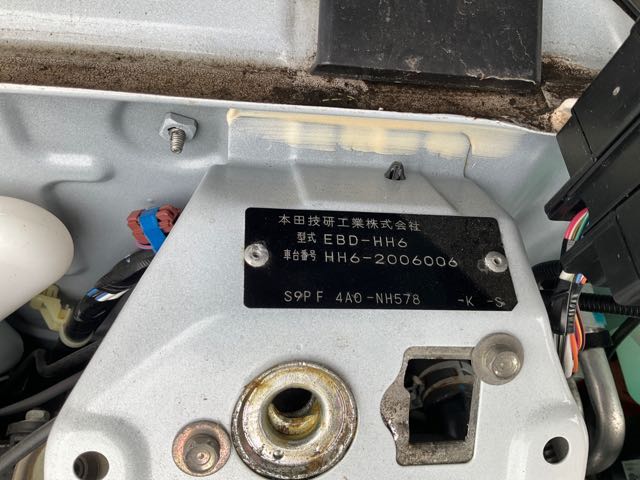 本田技研工業株式会社
型式 EBD-HH6
車台番号 HH6-2006006
S9PF 4A0-NH578 -K -S